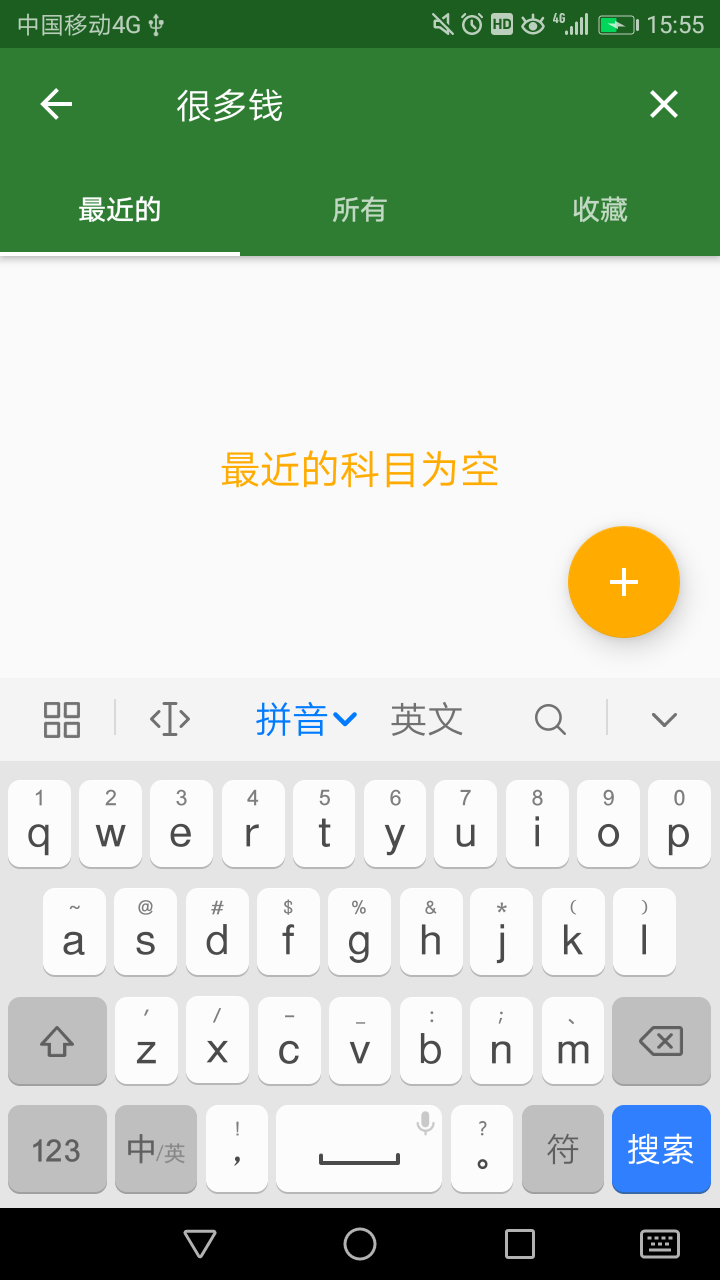 中国移动4G HD 4G 15:55
很多钱
最近的 所有 收藏
最近的科目为空
拼音 英文
1 2 3 4 5 6 7 8 9 0
q w e r t y u i o p
~ @ # $ % & * ( )
a s d f g h j k l
′ / – _ : ; 、
z x c v b n m
! ?
123 中/英 , 。 符 搜索